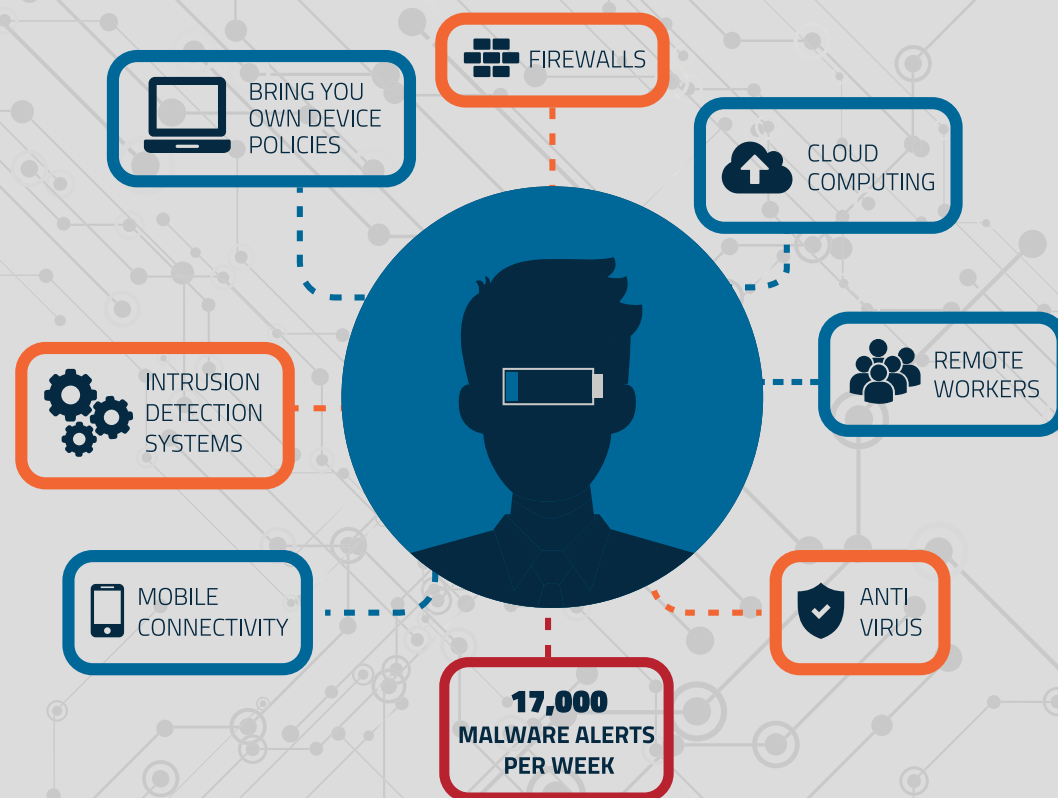 FIREWALLS
BRING YOU
OWN DEVICE
POLICIES
CLOUD
COMPUTING
INTRUSION
DETECTION
SYSTEMS
REMOTE
WORKERS
MOBILE
CONNECTIVITY
ANTI
VIRUS
17,000
MALWARE ALERTS
PER WEEK